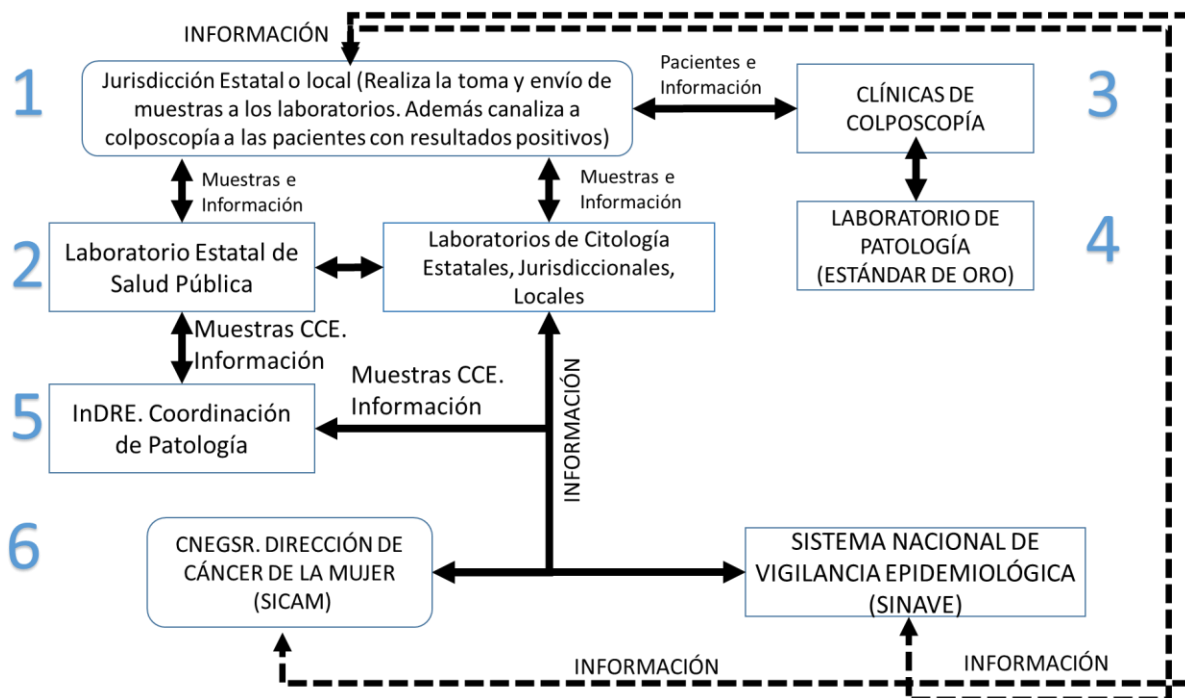 INFORMACIÓN
1
Jurisdicción Estatal o local (Realiza la toma y envío de
muestras a los laboratorios. Además canaliza a
colposcopía a las pacientes con resultados positivos)
Pacientes e
Información
CLÍNICAS DE
COLPOSCOPÍA
3
Muestras e
Información
Muestras e
Información
2
Laboratorio Estatal de
Salud Pública
Laboratorios de Citología
Estatales, Jurisdiccionales,
Locales
LABORATORIO DE
PATOLOGÍA
(ESTÁNDAR DE ORO)
4
Muestras CCE.
Información
5
InDRE. Coordinación
de Patología
Muestras CCE.
Información
INFORMACIÓN
6
CNEGSR. DIRECCIÓN DE
CÁNCER DE LA MUJER
(SICAM)
SISTEMA NACIONAL DE
VIGILANCIA EPIDEMIOLÓGICA
(SINAVE)
INFORMACIÓN
INFORMACIÓN